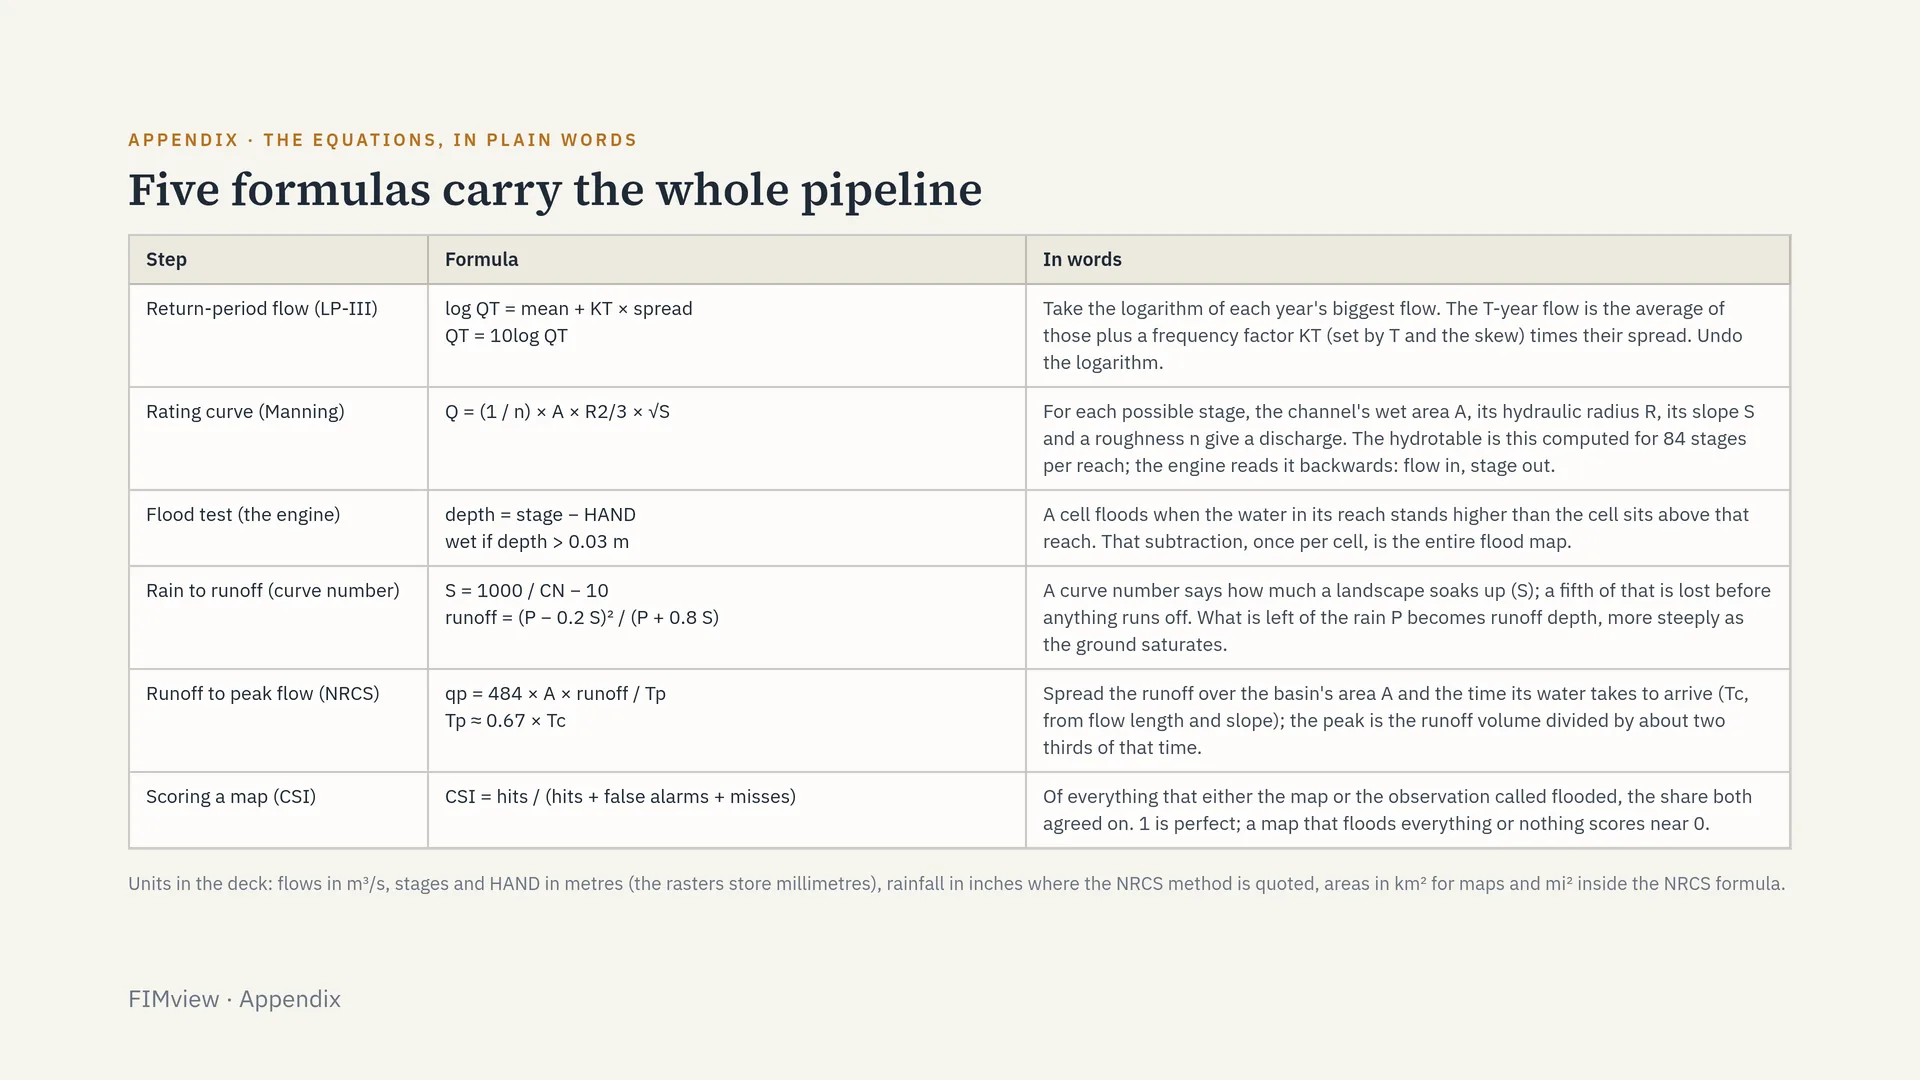 APPENDIX · THE EQUATIONS, IN PLAIN WORDS
Five formulas carry the whole pipeline
Step
Formula
In words
Return-period flow (LP-III)
log QT = mean + KT × spread
QT = 10log QT
Take the logarithm of each year's biggest flow. The T-year flow is the average of
those plus a frequency factor KT (set by T and the skew) times their spread. Undo
the logarithm.
Rating curve (Manning)
Q = (1 / n) × A × R2/3 × √S
For each possible stage, the channel's wet area A, its hydraulic radius R, its slope S
and a roughness n give a discharge. The hydrotable is this computed for 84 stages
per reach; the engine reads it backwards: flow in, stage out.
Flood test (the engine)
depth = stage − HAND
wet if depth > 0.03 m
A cell floods when the water in its reach stands higher than the cell sits above that
reach. That subtraction, once per cell, is the entire flood map.
Rain to runoff (curve number)
S = 1000 / CN − 10
runoff = (P − 0.2 S)² / (P + 0.8 S)
A curve number says how much a landscape soaks up (S); a fifth of that is lost before
anything runs off. What is left of the rain P becomes runoff depth, more steeply as
the ground saturates.
Runoff to peak flow (NRCS)
qp = 484 × A × runoff / Tp
Tp ≈ 0.67 × Tc
Spread the runoff over the basin's area A and the time its water takes to arrive (Tc,
from flow length and slope); the peak is the runoff volume divided by about two
thirds of that time.
Scoring a map (CSI)
CSI = hits / (hits + false alarms + misses)
Of everything that either the map or the observation called flooded, the share both
agreed on. 1 is perfect; a map that floods everything or nothing scores near 0.
Units in the deck: flows in m³/s, stages and HAND in metres (the rasters store millimetres), rainfall in inches where the NRCS method is quoted, areas in km² for maps and mi² inside the NRCS formula.
FIMview · Appendix